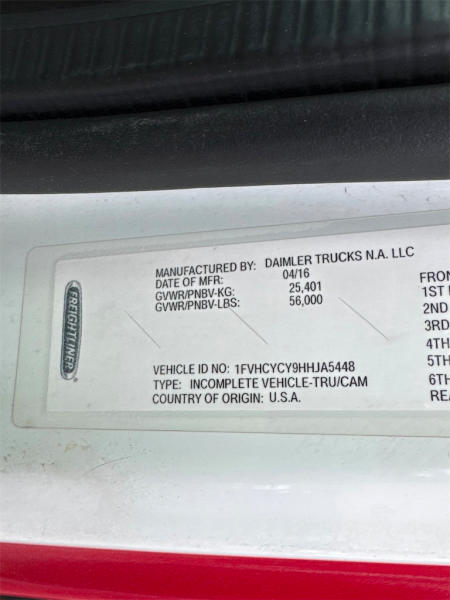 FREIGHTLINER
MANUFACTURED BY: DAIMLER TRUCKS N.A. LLC
DATE OF MFR: 04/16
GVWR/PNBV-KG: 25,401
GVWR/PNBV-LBS: 56,000
VEHICLE ID NO: 1FVHCYCY9HHJA5448
TYPE: INCOMPLETE VEHICLE-TRU/CAM
COUNTRY OF ORIGIN: U.S.A.
FRON
1ST
2ND
3RD
4TH
5TH
6TH
REA